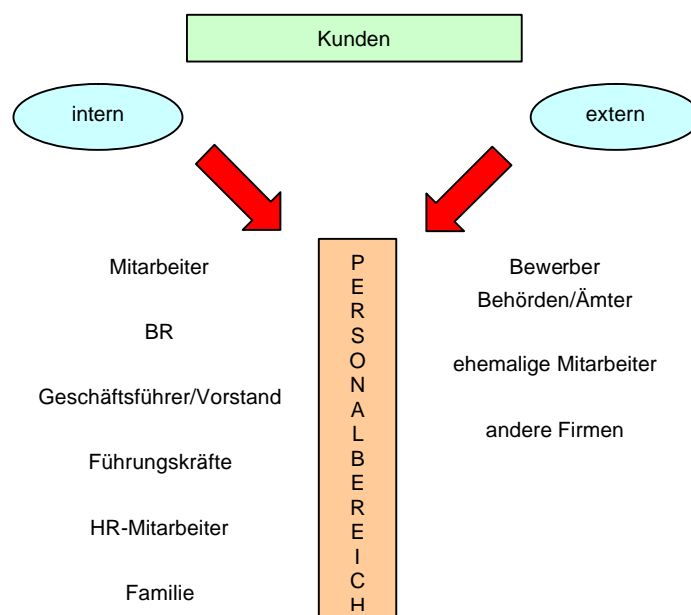 Kunden
intern
extern
Mitarbeiter
BR
Geschäftsführer/Vorstand
Führungskräfte
HR-Mitarbeiter
Familie
P
E
R
S
O
N
A
L
B
E
R
E
I
C
H
Bewerber
Behörden/Ämter
ehemalige Mitarbeiter
andere Firmen